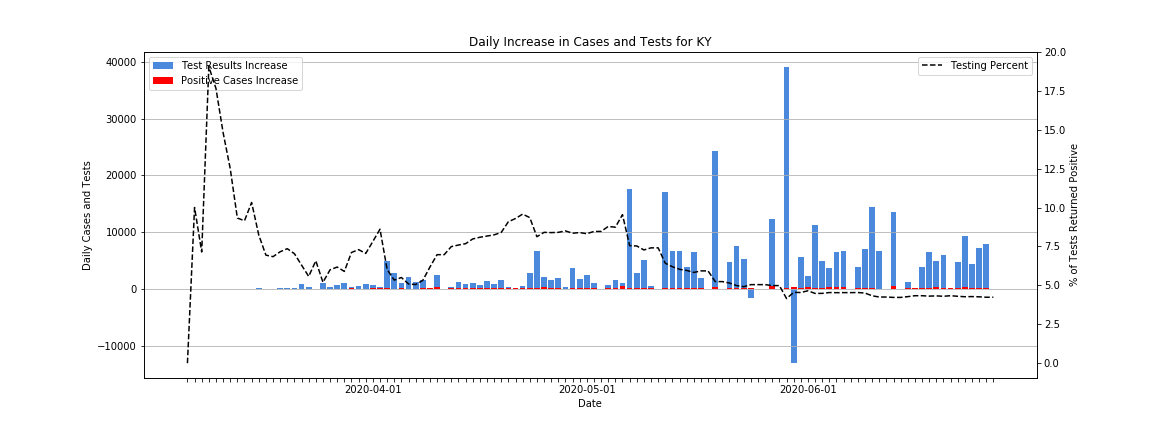 Daily Increase in Cases and Tests for KY
Test Results Increase
Positive Cases Increase
Testing Percent
40000
30000
20000
10000
0
−10000
Daily Cases and Tests
20.0
17.5
15.0
12.5
10.0
7.5
5.0
2.5
0.0
% of Tests Returned Positive
2020-04-01
2020-05-01
2020-06-01
Date